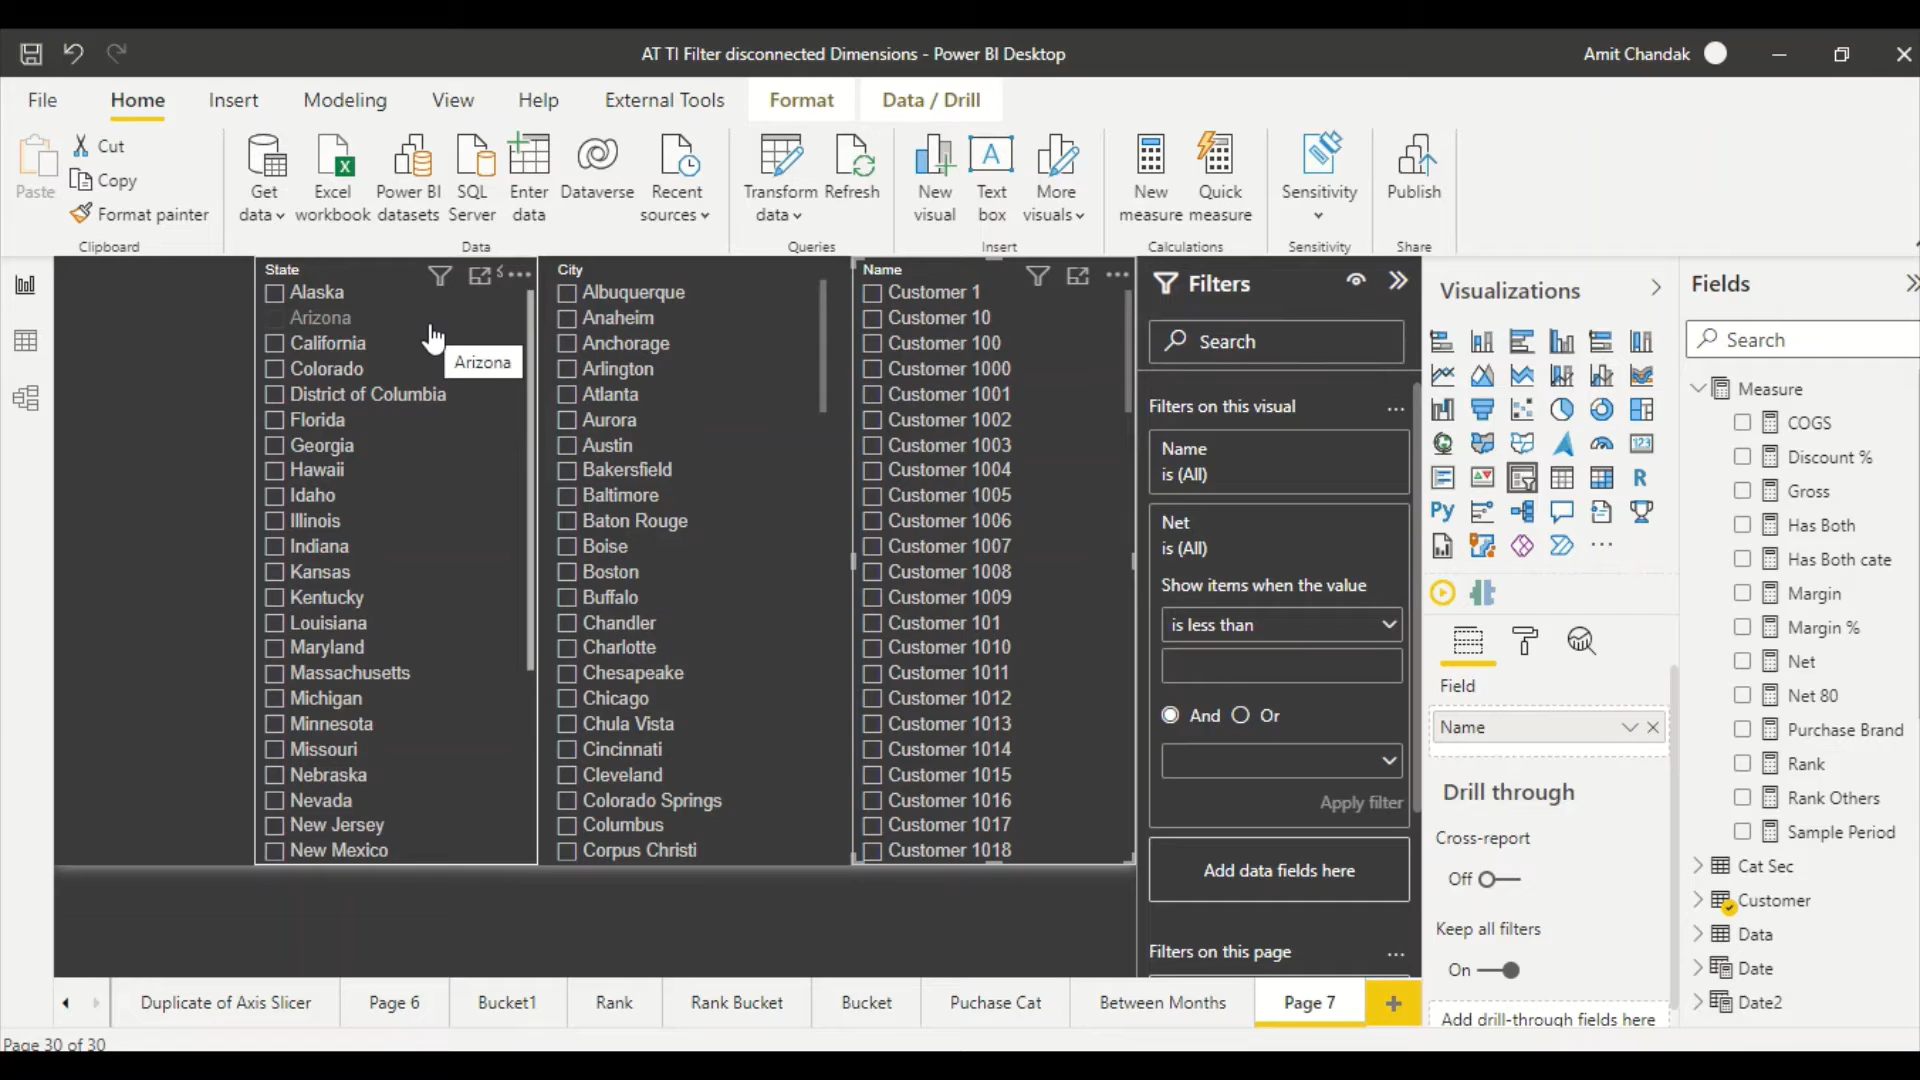 AT TI Filter disconnected Dimensions - Power BI Desktop
Amit Chandak
File
Home
Insert
Modeling
View
Help
External Tools
Format
Data / Drill
Paste
Cut
Copy
Format painter
Clipboard
Get
data
Excel
workbook
Power BI
datasets
SQL
Server
Enter
data
Dataverse
Recent
sources
Data
Transform
data
Refresh
Queries
New
visual
Text
box
More
visuals
Insert
New
measure
Quick
measure
Calculations
Sensitivity
Sensitivity
Publish
Share
State
Alaska
Arizona
California
Colorado
District of Columbia
Florida
Georgia
Hawaii
Idaho
Illinois
Indiana
Kansas
Kentucky
Louisiana
Maryland
Massachusetts
Michigan
Minnesota
Missouri
Nebraska
Nevada
New Jersey
New Mexico
Arizona
City
Albuquerque
Anaheim
Anchorage
Arlington
Atlanta
Aurora
Austin
Bakersfield
Baltimore
Baton Rouge
Boise
Boston
Buffalo
Chandler
Charlotte
Chesapeake
Chicago
Chula Vista
Cincinnati
Cleveland
Colorado Springs
Columbus
Corpus Christi
Name
Customer 1
Customer 10
Customer 100
Customer 1000
Customer 1001
Customer 1002
Customer 1003
Customer 1004
Customer 1005
Customer 1006
Customer 1007
Customer 1008
Customer 1009
Customer 101
Customer 1010
Customer 1011
Customer 1012
Customer 1013
Customer 1014
Customer 1015
Customer 1016
Customer 1017
Customer 1018
Filters
Search
Filters on this visual
Name
is (All)
Net
is (All)
Show items when the value
is less than
And Or
Apply filter
Add data fields here
Filters on this page
Visualizations
123
R
Py
Field
Name
Drill through
Cross-report
Off
Keep all filters
On
Add drill-through fields here
Fields
Search
Measure
COGS
Discount %
Gross
Has Both
Has Both cate
Margin
Margin %
Net
Net 80
Purchase Brand
Rank
Rank Others
Sample Period
Cat Sec
Customer
Data
Date
Date2
Duplicate of Axis Slicer
Page 6
Bucket1
Rank
Rank Bucket
Bucket
Puchase Cat
Between Months
Page 7
Page 30 of 30